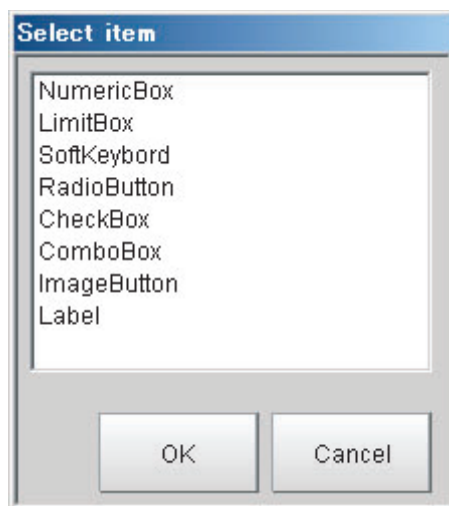 Select item
NumericBox
LimitBox
SoftKeybord
RadioButton
CheckBox
ComboBox
ImageButton
Label
OK Cancel